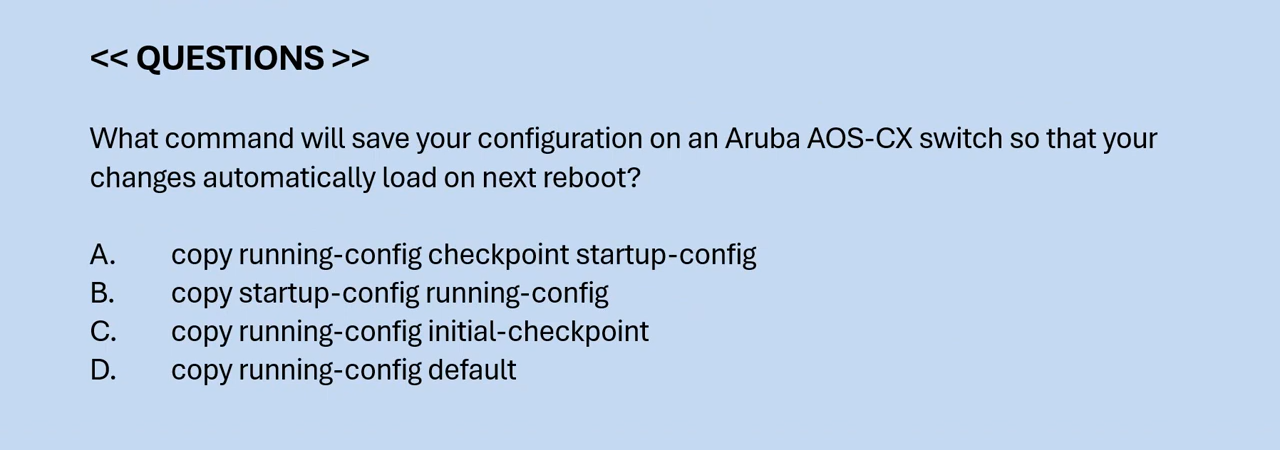 << QUESTIONS >>
What command will save your configuration on an Aruba AOS-CX switch so that your
changes automatically load on next reboot?
A. copy running-config checkpoint startup-config
B. copy startup-config running-config
C. copy running-config initial-checkpoint
D. copy running-config default